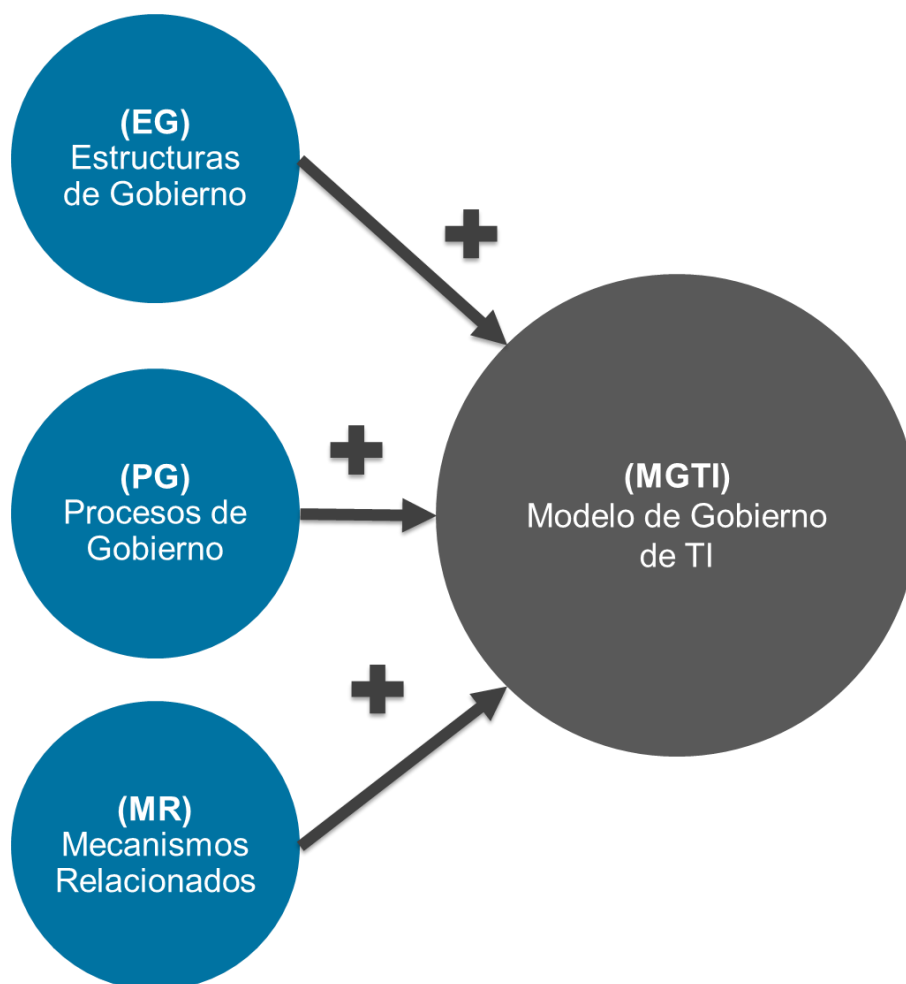 (EG)
Estructuras
de Gobierno
(PG)
Procesos de
Gobierno
(MR)
Mecanismos
Relacionados
(MGTI)
Modelo de Gobierno
de TI